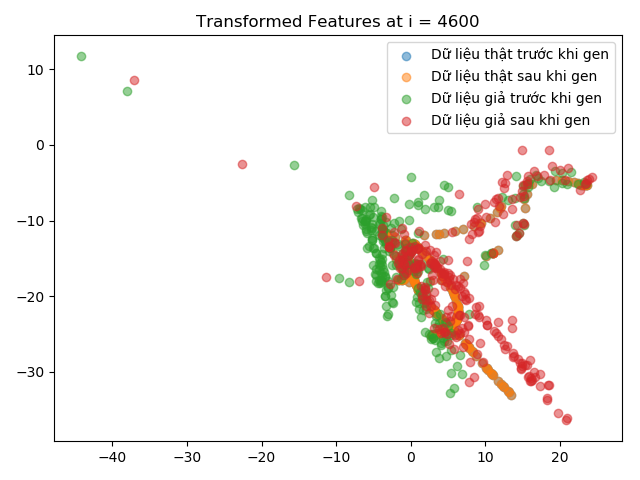 Transformed Features at i = 4600
Dữ liệu thật trước khi gen
Dữ liệu thật sau khi gen
Dữ liệu giả trước khi gen
Dữ liệu giả sau khi gen
10
0
−10
−20
−30
−40 −30 −20 −10 0 10 20